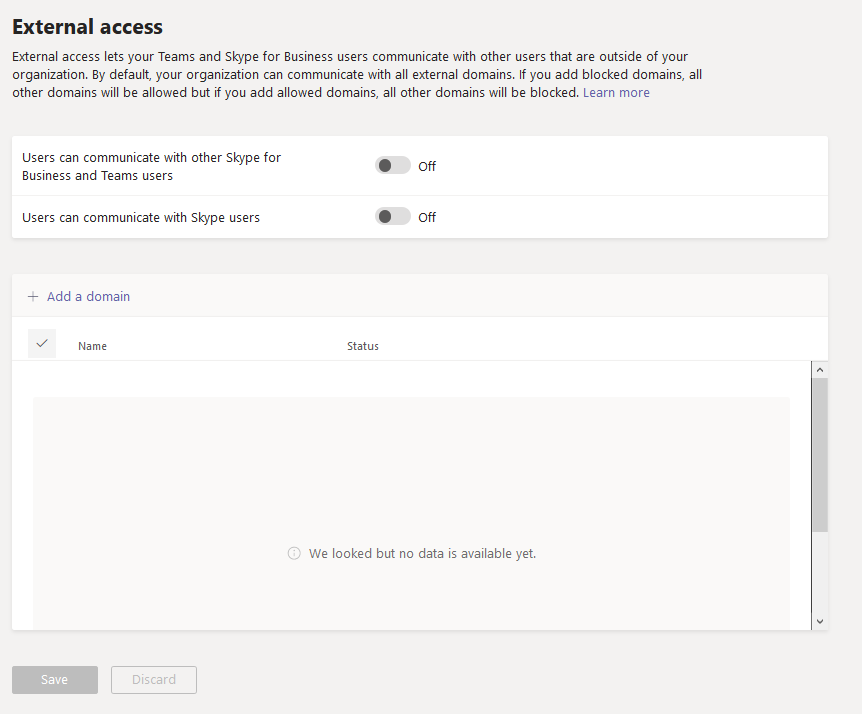 External access
External access lets your Teams and Skype for Business users communicate with other users that are outside of your
organization. By default, your organization can communicate with all external domains. If you add blocked domains, all
other domains will be allowed but if you add allowed domains, all other domains will be blocked. Learn more
Users can communicate with other Skype for
Business and Teams users
Off
Users can communicate with Skype users
Off
+ Add a domain
Name Status
We looked but no data is available yet.
Save Discard